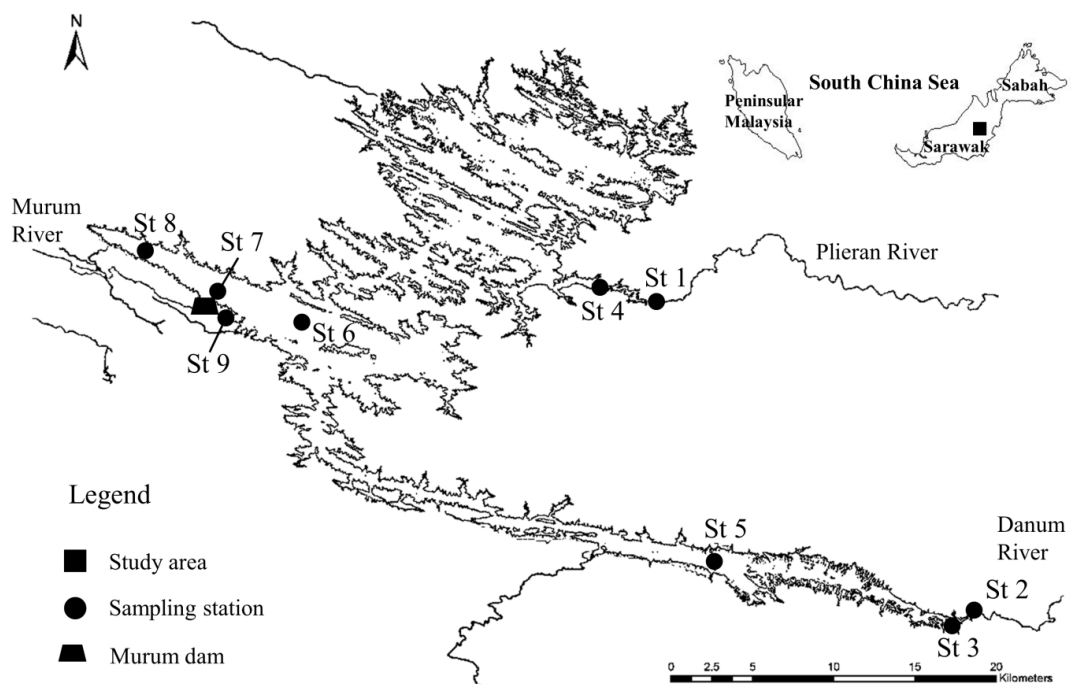 N
South China Sea
Peninsular
Malaysia
Sabah
Sarawak
Murum
River
St 8
St 7
Plieran River
St 1
St 4
St 6
St 9
Legend
Study area
Sampling station
Murum dam
St 5
Danum
River
St 2
St 3
0 2.5 5 10 15 20
Kilometers